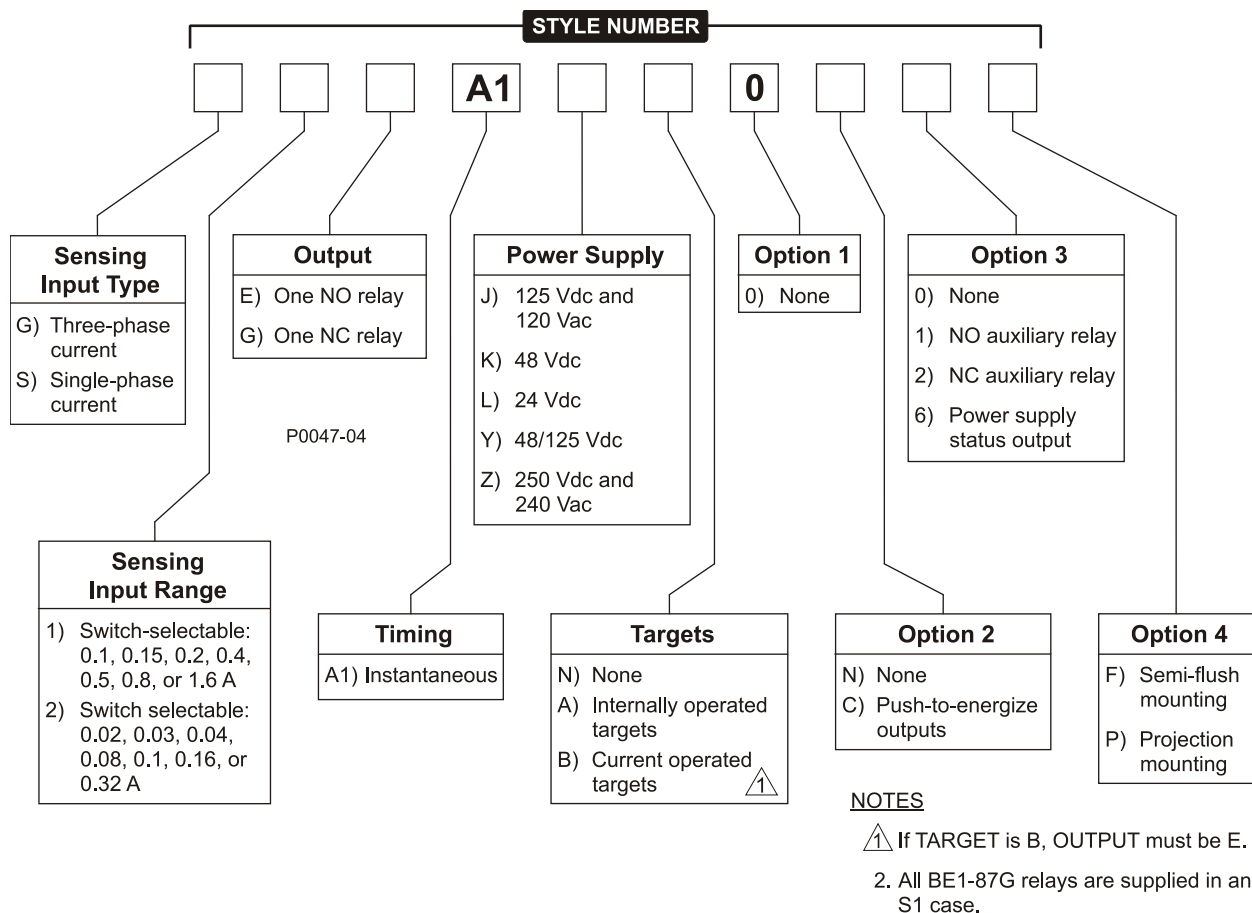 STYLE NUMBER
A1
0
Sensing
Input Type
G) Three-phase
current
S) Single-phase
current
Output
E) One NO relay
G) One NC relay
Power Supply
J) 125 Vdc and
120 Vac
K) 48 Vdc
L) 24 Vdc
Y) 48/125 Vdc
Z) 250 Vdc and
240 Vac
Option 1
0) None
Option 3
0) None
1) NO auxiliary relay
2) NC auxiliary relay
6) Power supply
status output
P0047-04
Sensing
Input Range
1) Switch-selectable:
0.1, 0.15, 0.2, 0.4,
0.5, 0.8, or 1.6 A
2) Switch selectable:
0.02, 0.03, 0.04,
0.08, 0.1, 0.16, or
0.32 A
Timing
A1) Instantaneous
Targets
N) None
A) Internally operated
targets
B) Current operated
targets 1
Option 2
N) None
C) Push-to-energize
outputs
Option 4
F) Semi-flush
mounting
P) Projection
mounting
NOTES
1 If TARGET is B, OUTPUT must be E.
2. All BE1-87G relays are supplied in an
S1 case.